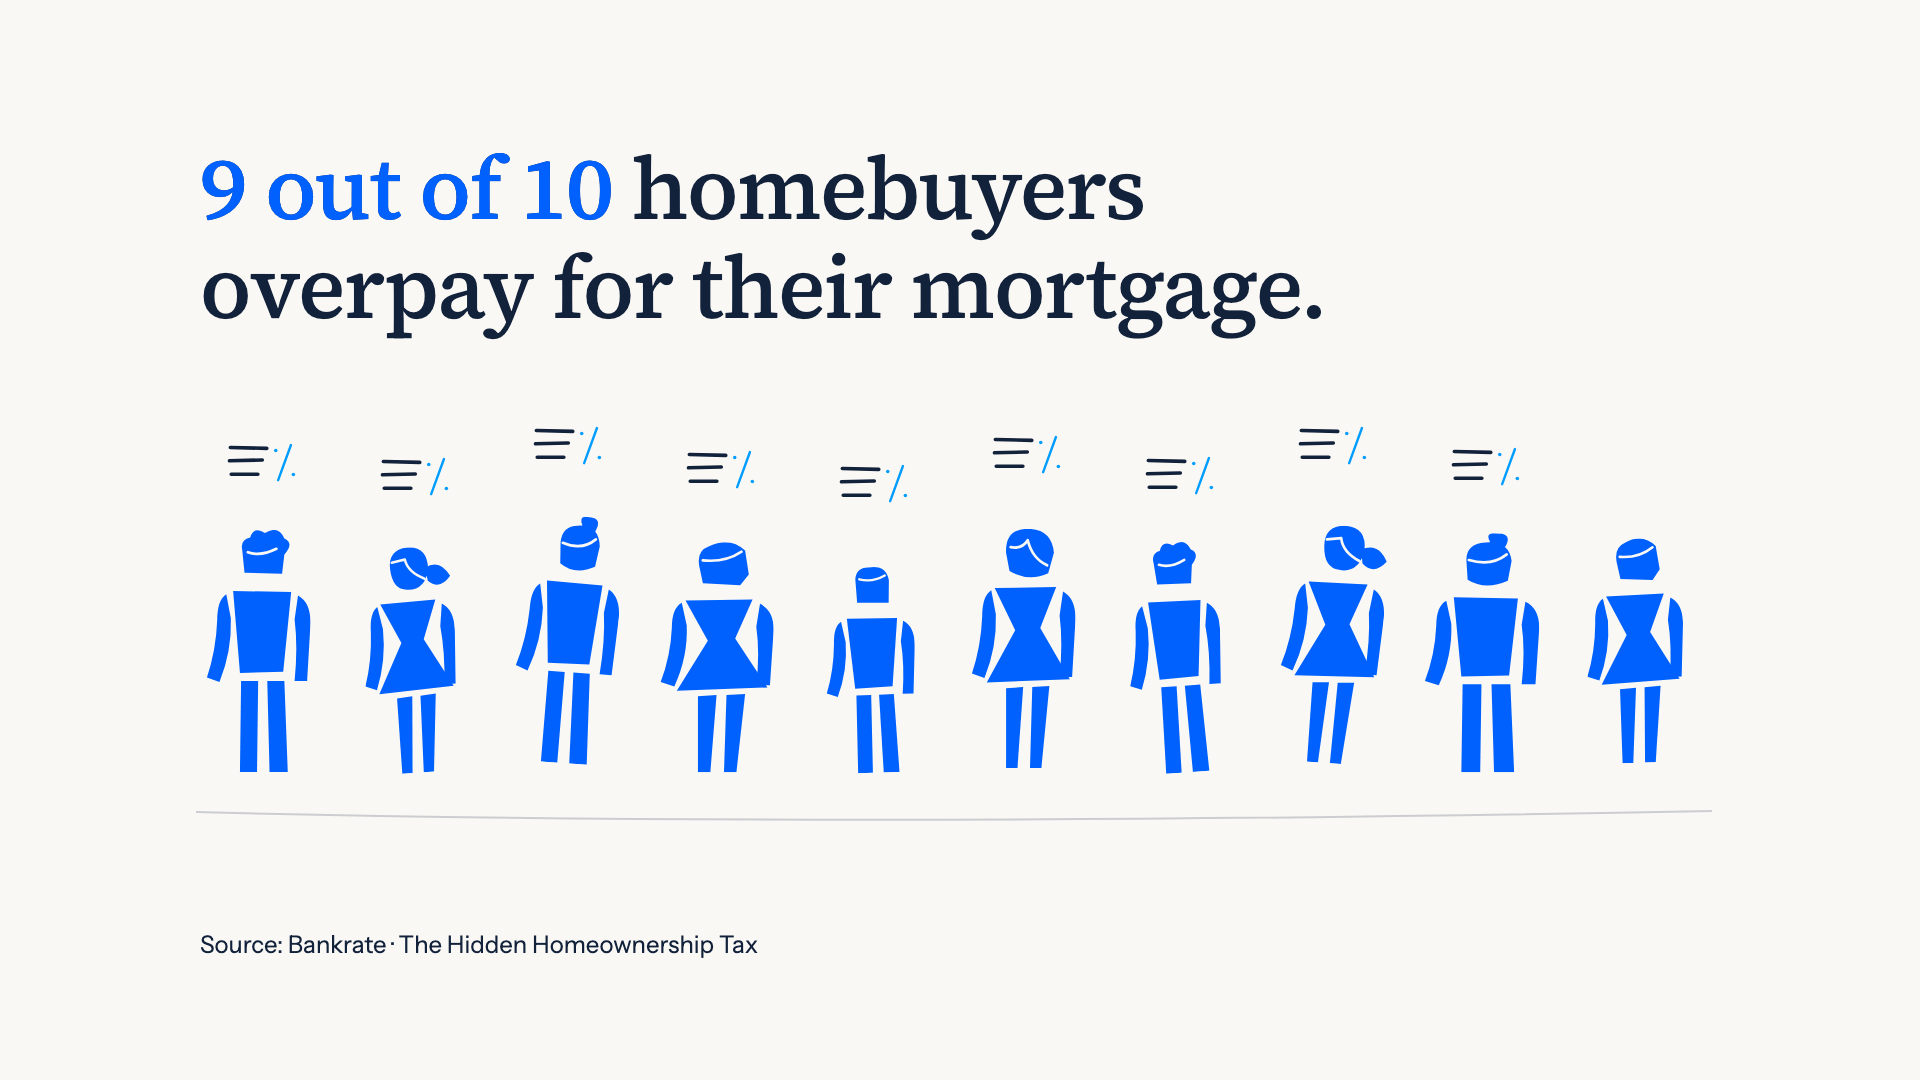 9 out of 10 homebuyers
overpay for their mortgage.
Source: Bankrate · The Hidden Homeownership Tax